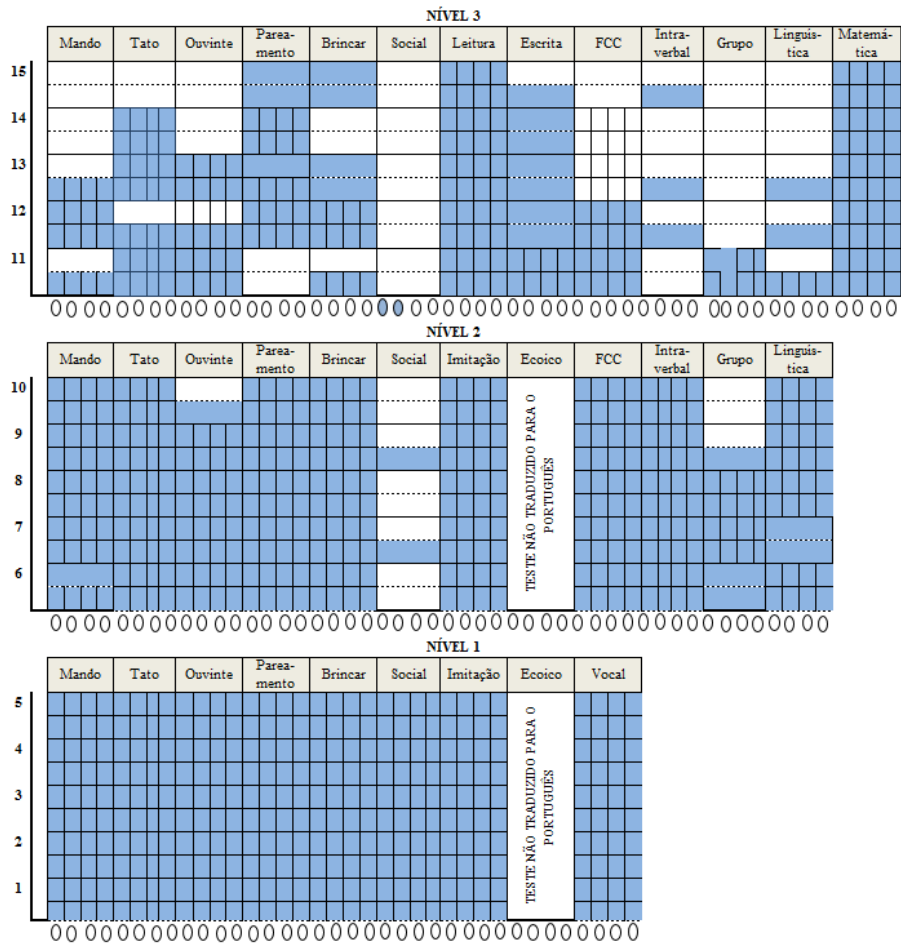 NÍVEL 3
Mando Tato Ouvinte Parea-mento Brincar Social Leitura Escrita FCC Intra-verbal Grupo Linguis-tica Matemá-tica
15
14
13
12
11
NÍVEL 2
Mando Tato Ouvinte Parea-mento Brincar Social Imitação Ecoico FCC Intra-verbal Grupo Linguis-tica
10
9
8
7
6
TESTE NÃO TRADUZIDO PARA O
PORTUGUÊS
NÍVEL 1
Mando Tato Ouvinte Parea-mento Brincar Social Imitação Ecoico Vocal
5
4
3
2
1
TESTE NÃO TRADUZIDO PARA O
PORTUGUÊS